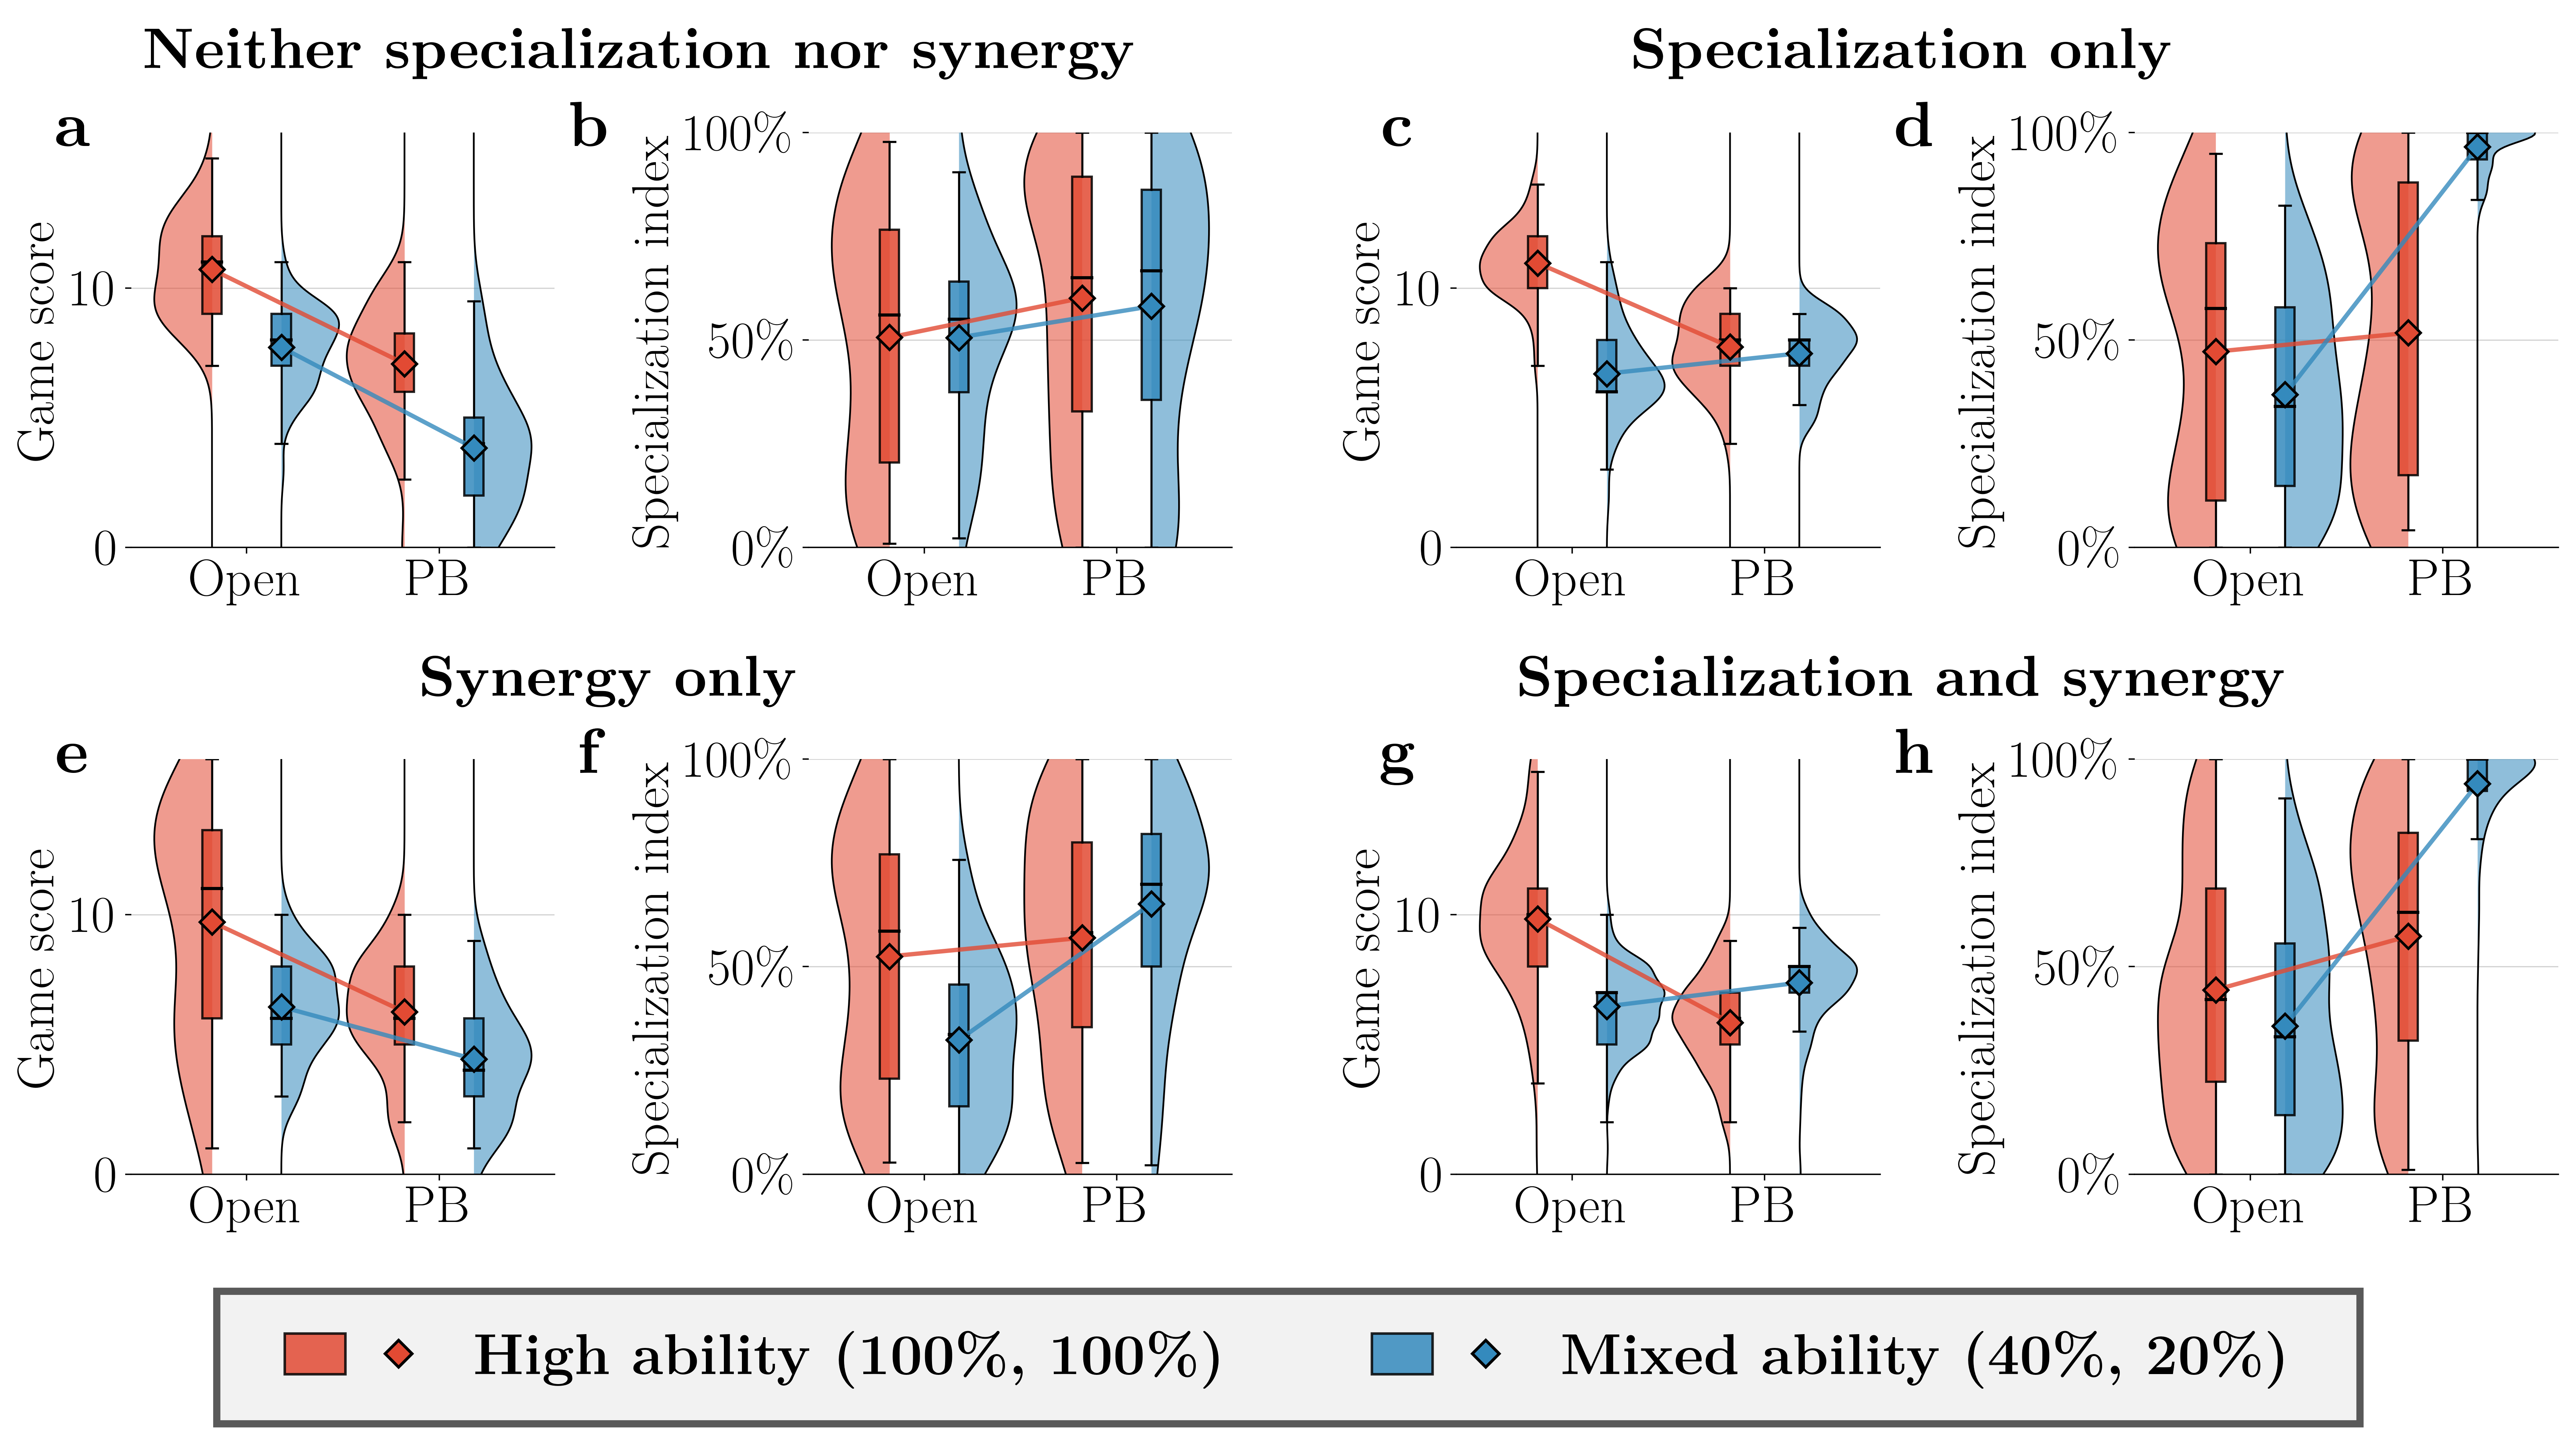 Neither specialization nor synergy
Specialization only
a
Game score
10
0
Open
PB
b
Specialization index
100%
50%
0%
Open
PB
c
Game score
10
0
Open
PB
d
Specialization index
100%
50%
0%
Open
PB
Synergy only
Specialization and synergy
e
Game score
10
0
Open
PB
f
Specialization index
100%
50%
0%
Open
PB
g
Game score
10
0
Open
PB
h
Specialization index
100%
50%
0%
Open
PB
High ability (100%, 100%)
Mixed ability (40%, 20%)